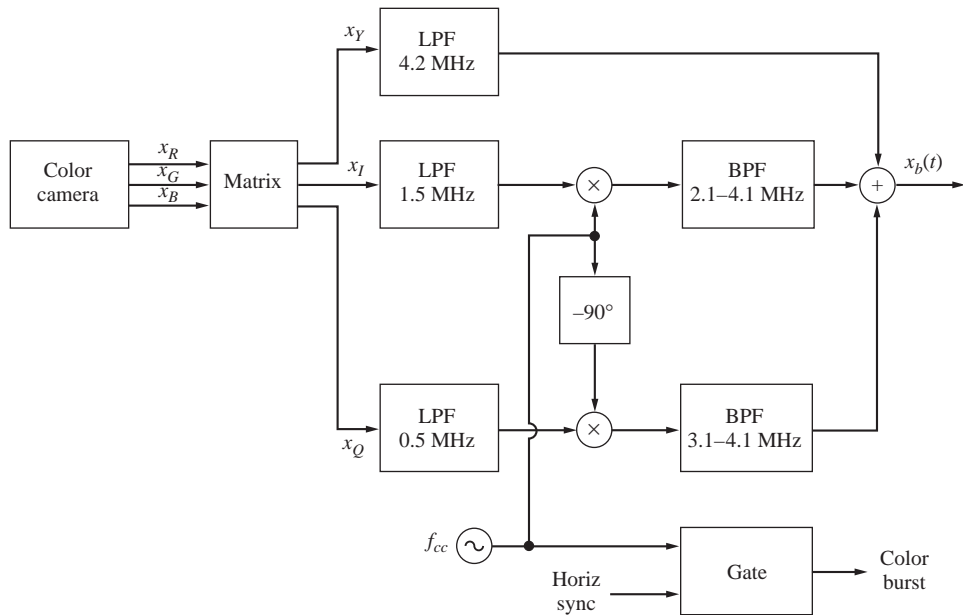 x_Y
LPF
4.2 MHz
Color
camera
x_R
x_G
x_B
Matrix
x_I
LPF
1.5 MHz
×
BPF
2.1–4.1 MHz
+
x_b(t)
–90°
x_Q
LPF
0.5 MHz
×
BPF
3.1–4.1 MHz
f_cc
~
Horiz
sync
Gate
Color
burst